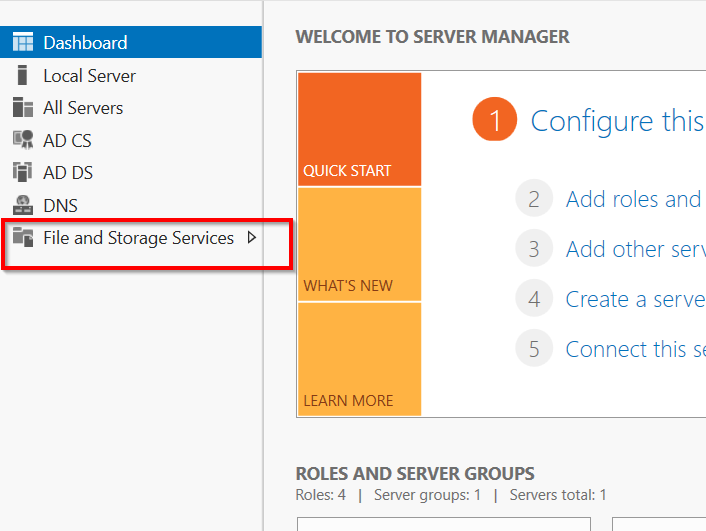 Dashboard
Local Server
All Servers
AD CS
AD DS
DNS
File and Storage Services
WELCOME TO SERVER MANAGER
QUICK START
WHAT'S NEW
LEARN MORE
1 Configure this
2 Add roles and
3 Add other serv
4 Create a serve
5 Connect this se
ROLES AND SERVER GROUPS
Roles: 4 | Server groups: 1 | Servers total: 1